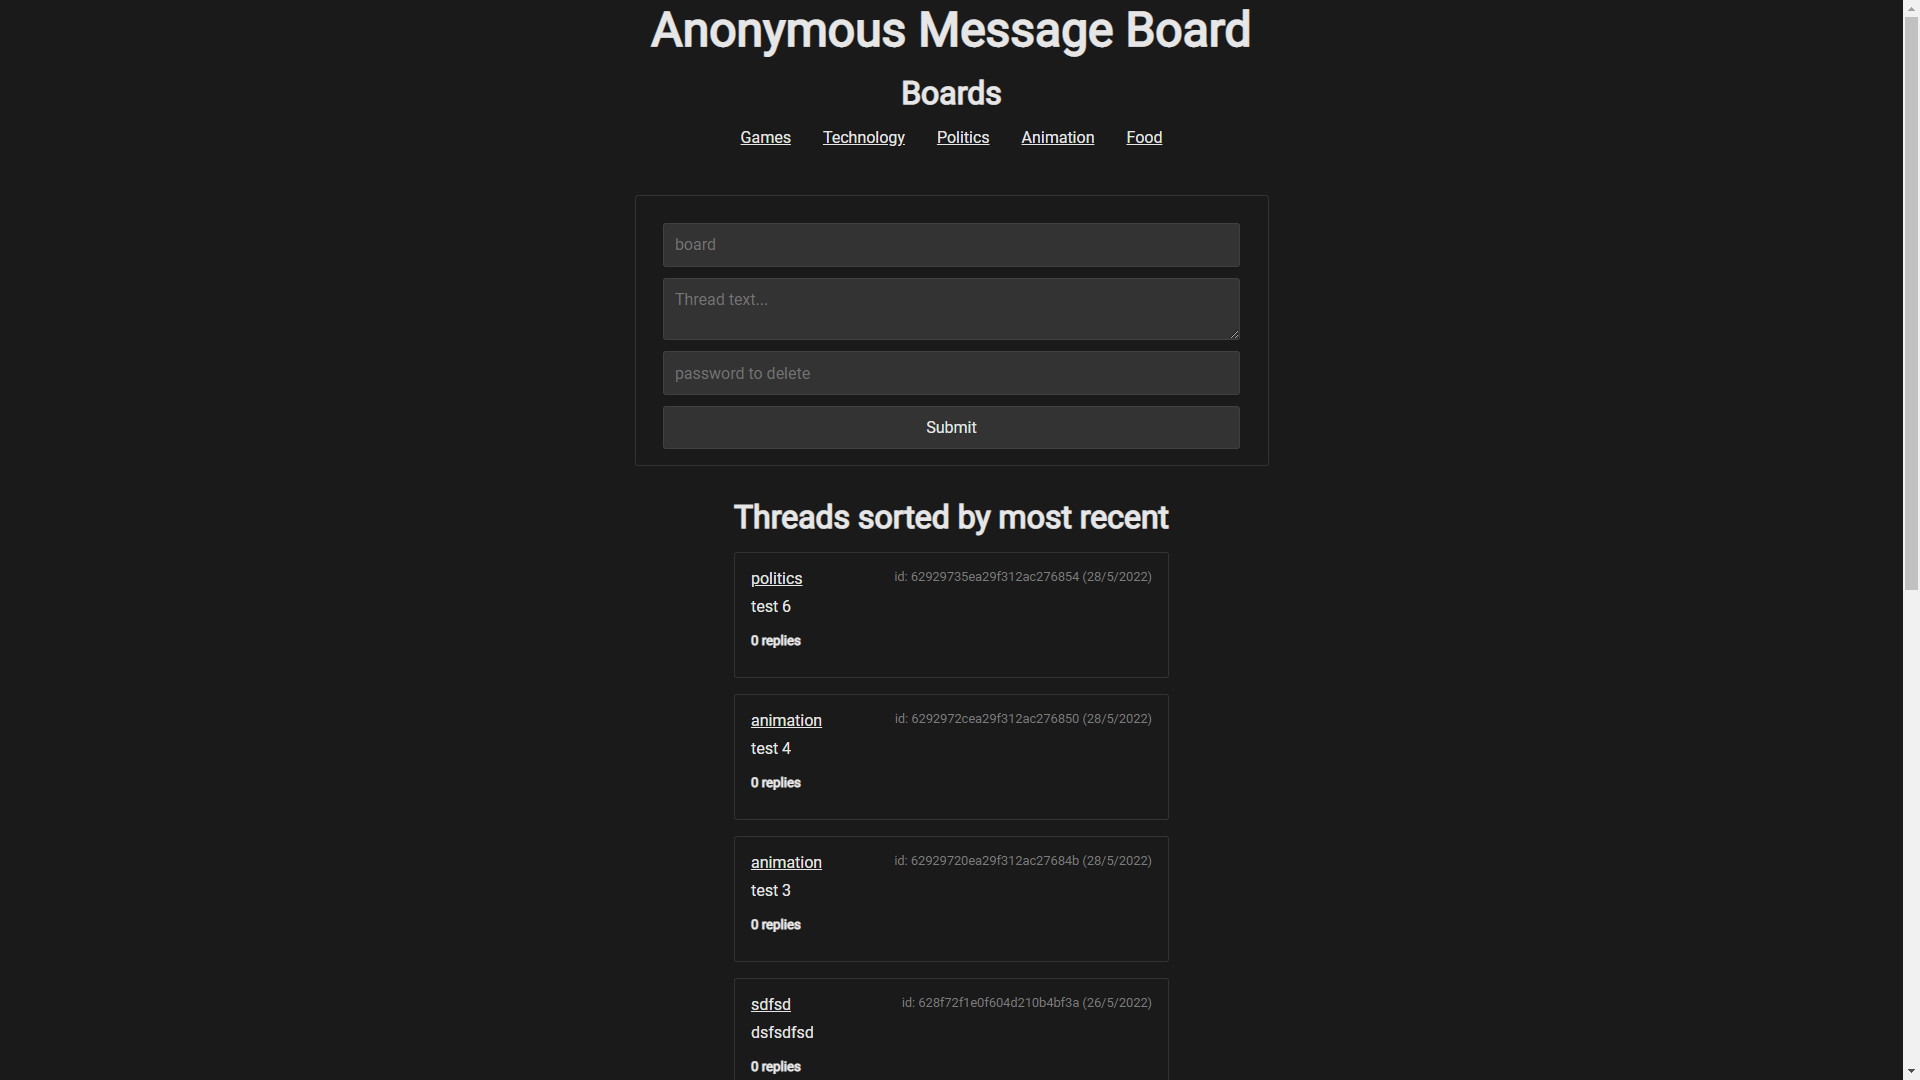 Anonymous Message Board
Boards
Games Technology Politics Animation Food
board
Thread text...
password to delete
Submit
Threads sorted by most recent
politics id: 62929735ea29f312ac276854 (28/5/2022)
test 6
0 replies
animation id: 6292972cea29f312ac276850 (28/5/2022)
test 4
0 replies
animation id: 62929720ea29f312ac27684b (28/5/2022)
test 3
0 replies
sdfsd id: 628f72f1e0f604d210b4bf3a (26/5/2022)
dsfsdfsd
0 replies